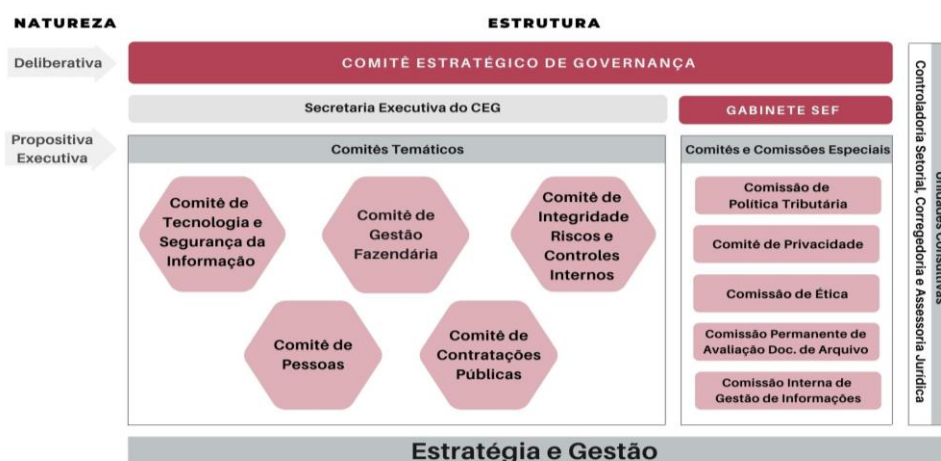 NATUREZA
ESTRUTURA
Deliberativa
COMITÊ ESTRATÉGICO DE GOVERNANÇA
Secretaria Executiva do CEG
GABINETE SEF
Propositiva
Executiva
Comitês Temáticos
Comitês e Comissões Especiais
Comitê de
Tecnologia e
Segurança da
Informação
Comitê de
Gestão
Fazendária
Comitê de
Integridade
Riscos e
Controles
Internos
Comitê de
Pessoas
Comitê de
Contratações
Públicas
Comissão de
Política Tributária
Comitê de Privacidade
Comissão de Ética
Comissão Permanente de
Avaliação Doc. de Arquivo
Comissão Interna de
Gestão de Informações
Controladoria Setorial, Corregedoria e Assessoria Jurídica
Unidades Consultivas
Estratégia e Gestão